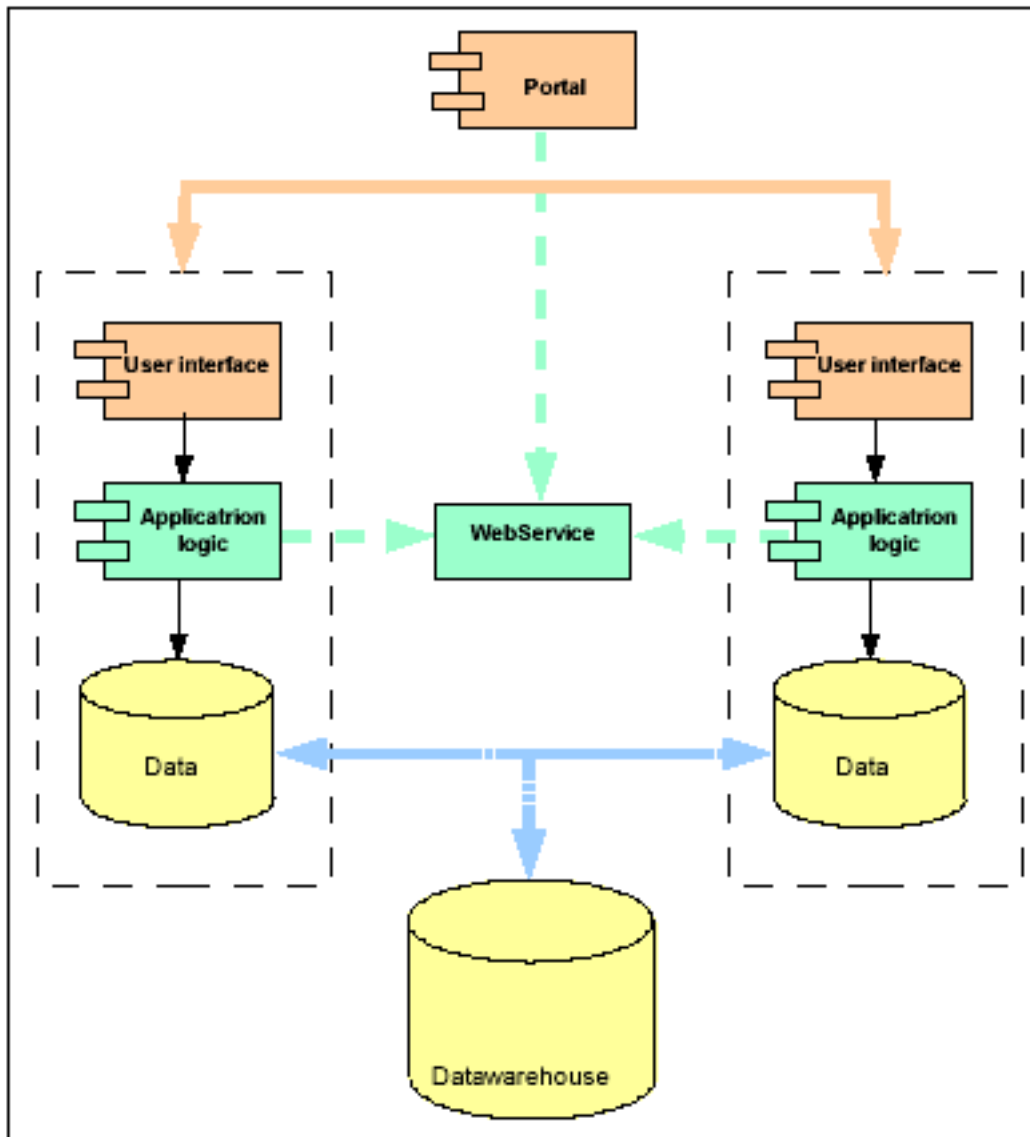 Portal
User interface
User interface
Applicatrion
logic
WebService
Applicatrion
logic
Data
Data
Datawarehouse